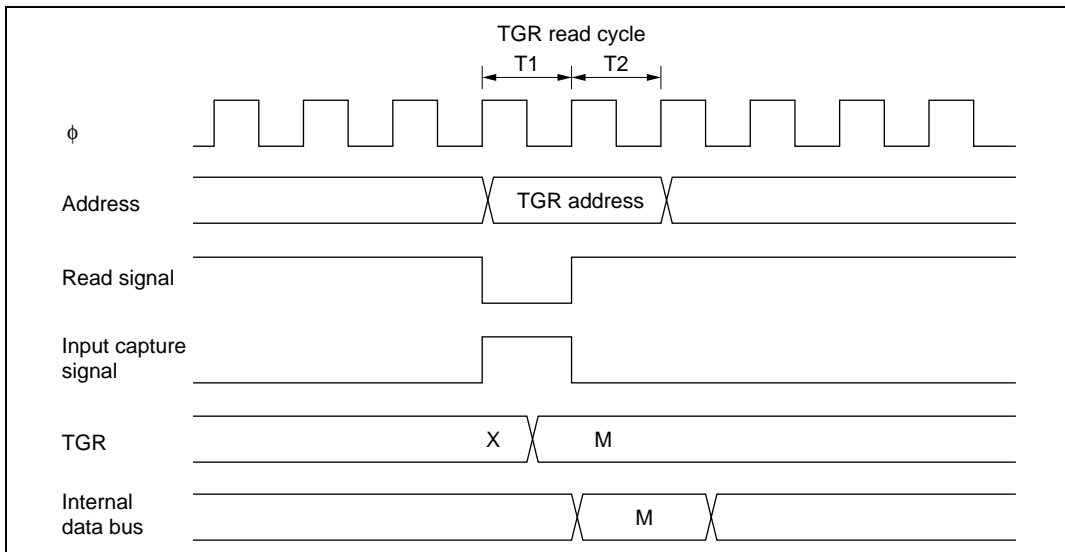 TGR read cycle
T1 T2
ϕ
Address
TGR address
Read signal
Input capture
signal
TGR
X M
Internal
data bus
M